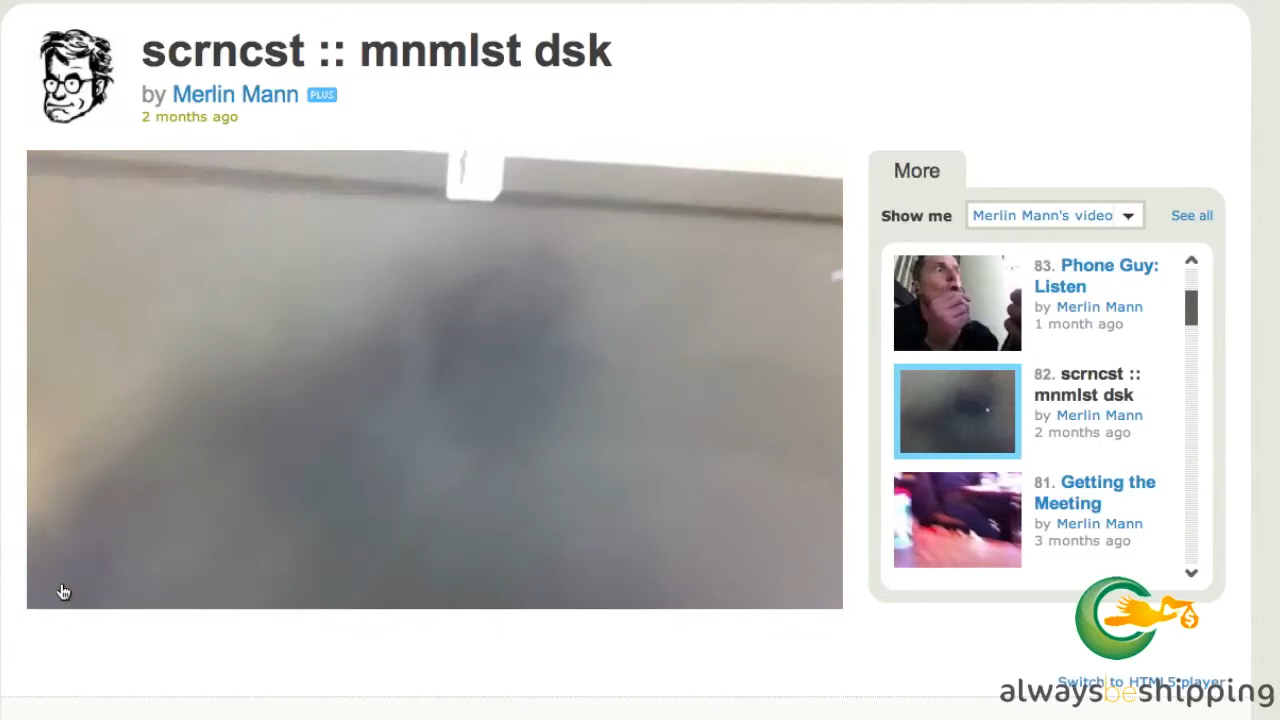 scrncst :: mnmlst dsk
by Merlin Mann PLUS
2 months ago
More
Show me
Merlin Mann's video
See all
83. Phone Guy:
Listen
by Merlin Mann
1 month ago
82. scrncst ::
mnmlst dsk
by Merlin Mann
2 months ago
81. Getting the
Meeting
by Merlin Mann
3 months ago
$
Switch to HTML5 player
alwaysbeshipping